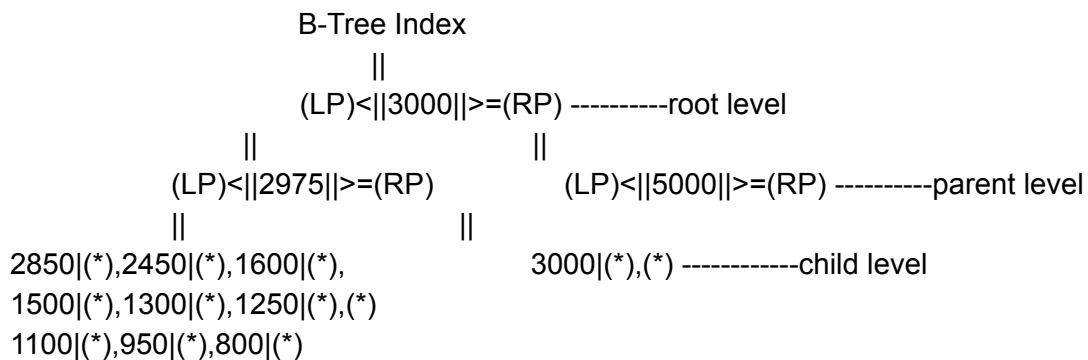 B-Tree Index
||
(LP)<||3000||>=(RP) ----------root level
|| ||
(LP)<||2975||>=(RP) (LP)<||5000||>=(RP) ----------parent level
|| ||
2850|(*),2450|(*),1600|(*), 3000|(*),(*) ------------child level
1500|(*),1300|(*),1250|(*),(*)
1100|(*),950|(*),800|(*)